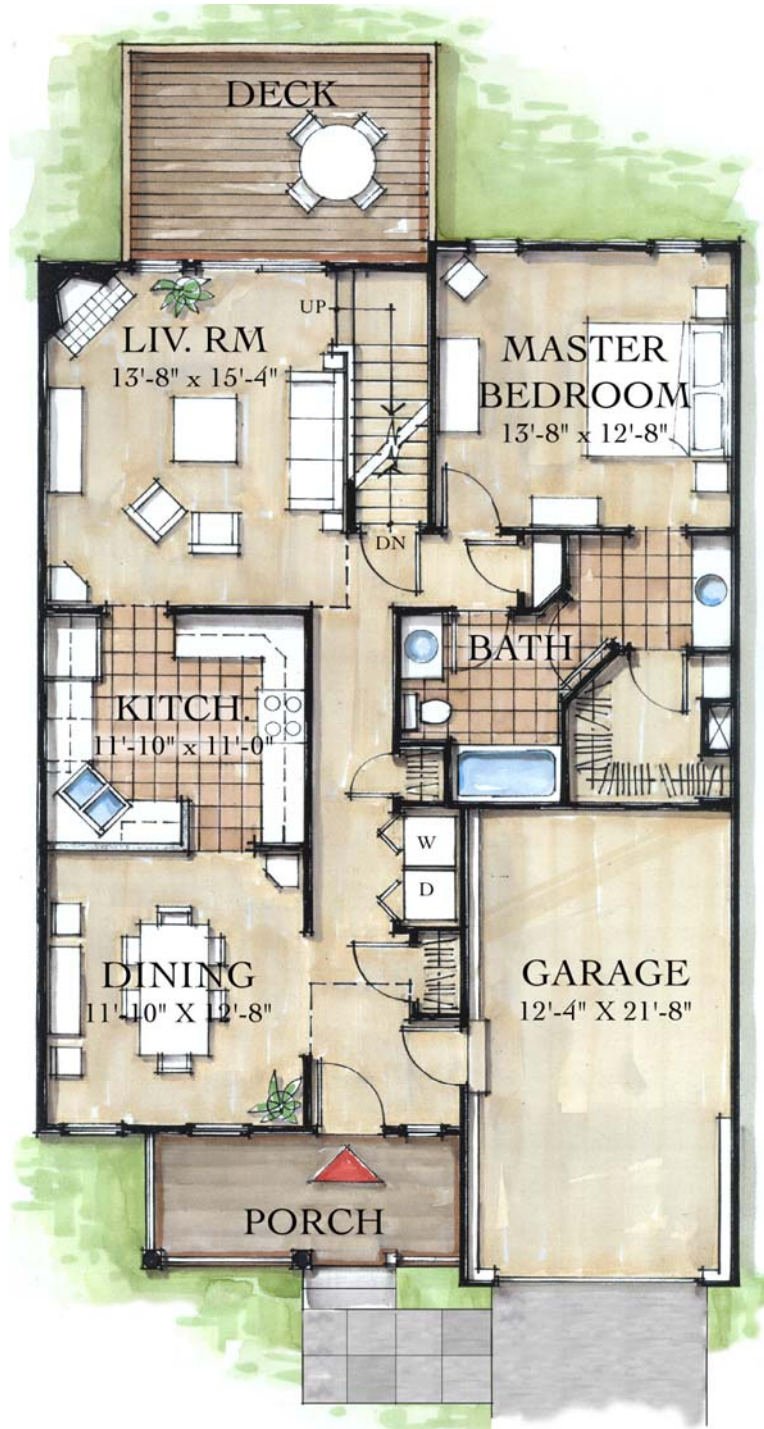 DECK
UP
LIV. RM
13'-8" x 15'-4"
MASTER
BEDROOM
13'-8" x 12'-8"
DN
BATH
KITCH.
11'-10" x 11'-0"
W
D
DINING
11'-10" X 12'-8"
GARAGE
12'-4" X 21'-8"
PORCH